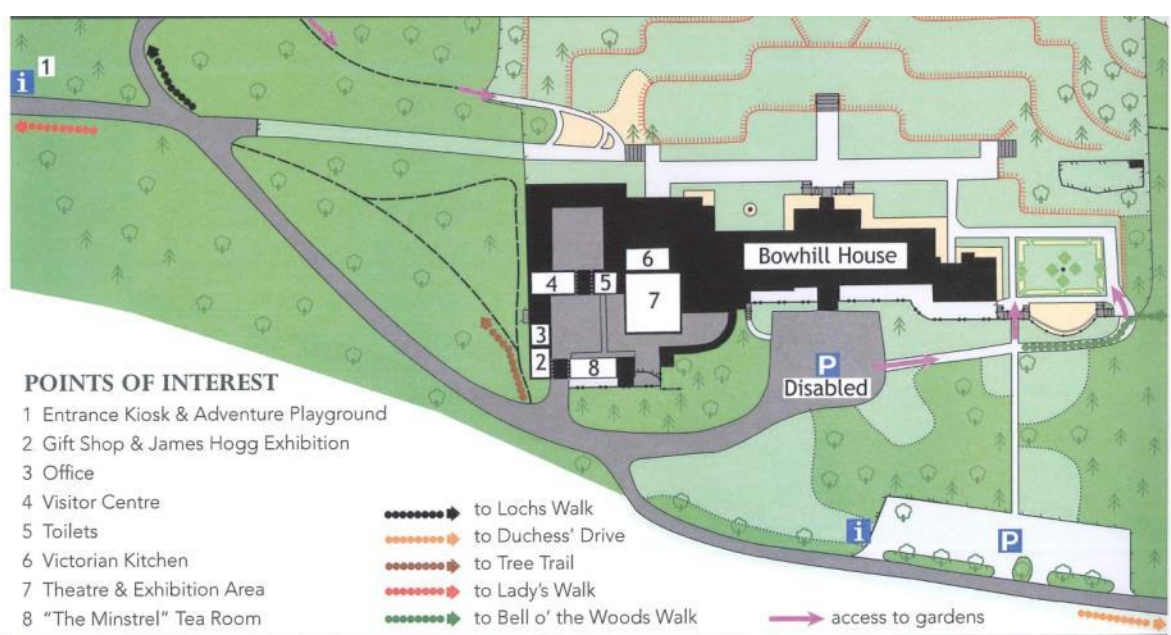 i 1
6
Bowhill House
4
5
7
3
2
8
P
Disabled
i
P
POINTS OF INTEREST
1 Entrance Kiosk & Adventure Playground
2 Gift Shop & James Hogg Exhibition
3 Office
4 Visitor Centre
5 Toilets
6 Victorian Kitchen
7 Theatre & Exhibition Area
8 “The Minstrel” Tea Room
to Lochs Walk
to Duchess’ Drive
to Tree Trail
to Lady’s Walk
to Bell o’ the Woods Walk
access to gardens